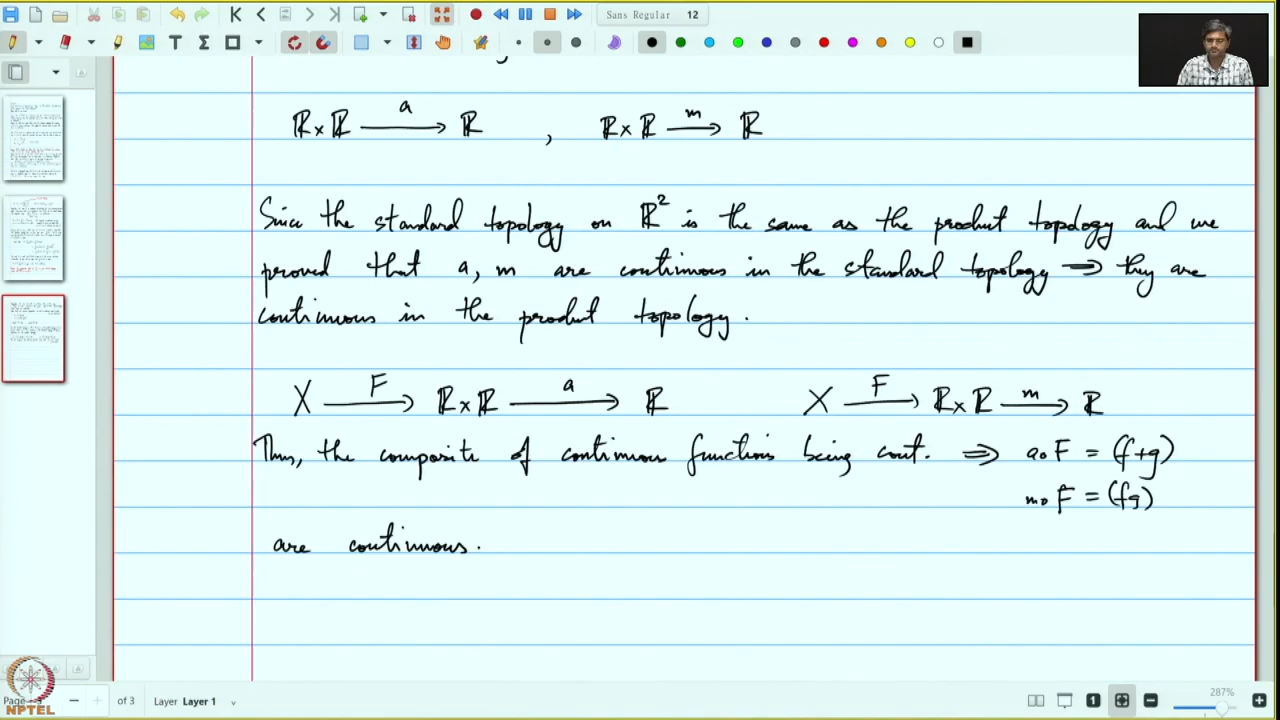 Sans Regular 12
ℝ×ℝ —a→ ℝ , ℝ×ℝ —m→ ℝ
Since the standard topology on ℝ² is the same as the product topology and we
proved that a, m are continuous in the standard topology ⟹ they are
continuous in the product topology.
X —F→ ℝ×ℝ —a→ ℝ X —F→ ℝ×ℝ —m→ ℝ
Thus, the composite of continuous functions being cont. ⟹ a∘F = (f+g)
m∘F = (fg)
are continuous.
NPTEL
Page of 3 Layer Layer 1 287%